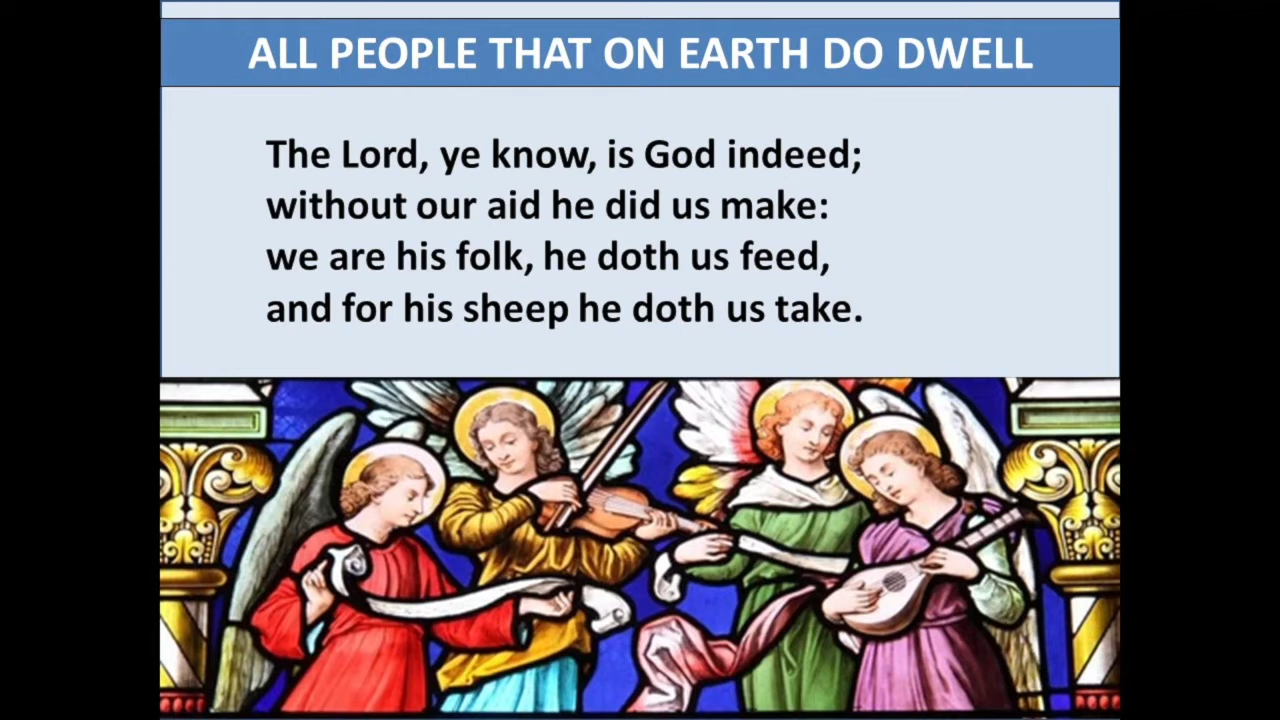 ALL PEOPLE THAT ON EARTH DO DWELL
The Lord, ye know, is God indeed;
without our aid he did us make:
we are his folk, he doth us feed,
and for his sheep he doth us take.